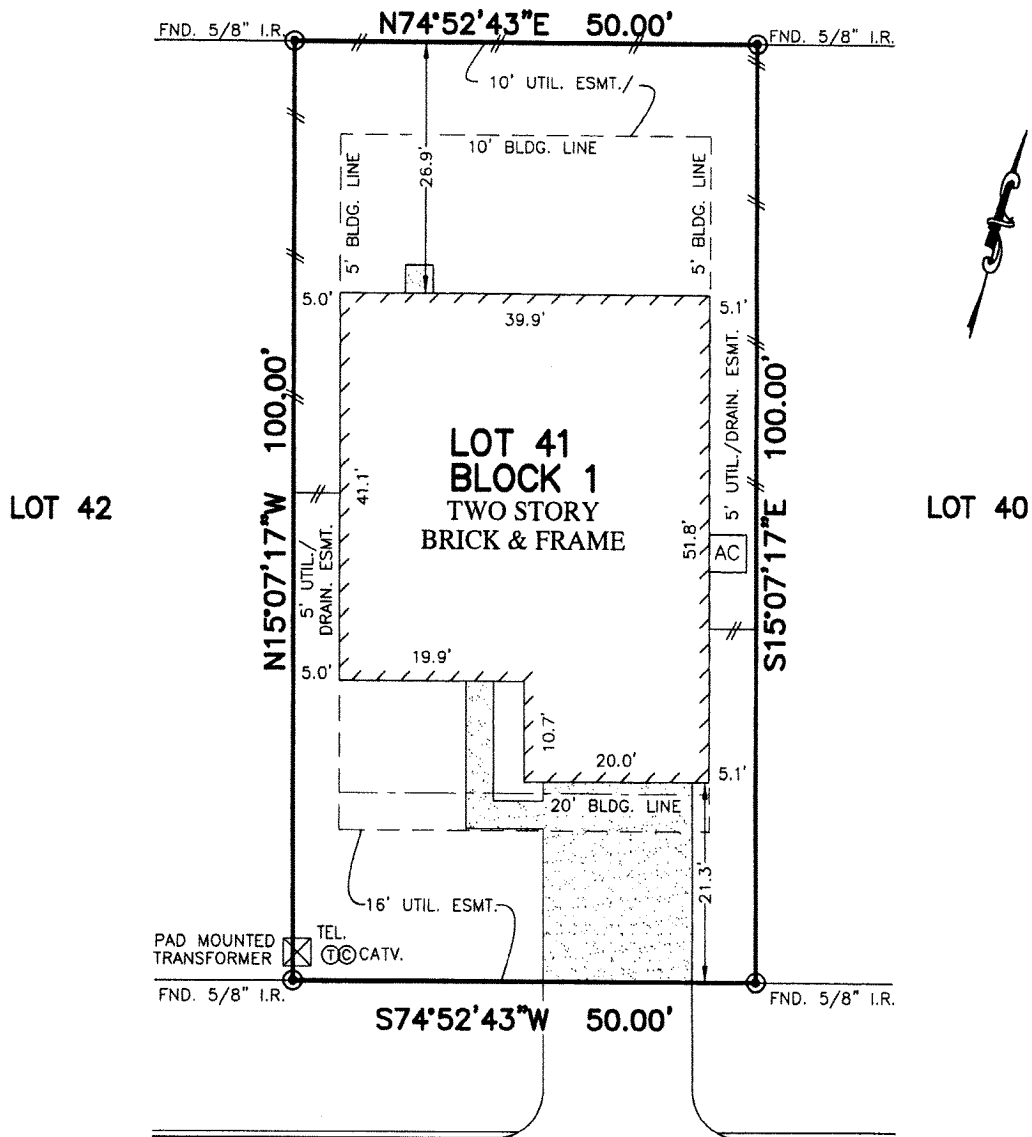 N74°52'43"E 50.00'
FND. 5/8" I.R.
FND. 5/8" I.R.
10' UTIL. ESMT./
10' BLDG. LINE
26.9'
5' BLDG. LINE
5' BLDG. LINE
5.0'
5.1'
39.9'
N15°07'17"W 100.00'
S15°07'17"E 100.00'
5' UTIL./DRAIN. ESMT.
LOT 41
BLOCK 1
TWO STORY
BRICK & FRAME
41.1'
51.8'
LOT 42
LOT 40
AC
5' UTIL./
DRAIN. ESMT.
5.0'
19.9'
10.7'
20.0'
5.1'
20' BLDG. LINE
21.3'
16' UTIL. ESMT.
PAD MOUNTED
TRANSFORMER
TEL.
T C CATV.
FND. 5/8" I.R.
FND. 5/8" I.R.
S74°52'43"W 50.00'